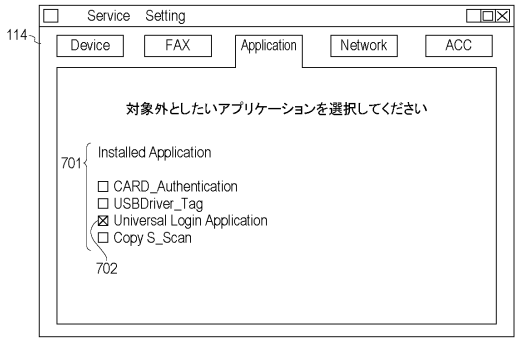 Service Setting
114
Device FAX Application Network ACC
対象外としたいアプリケーションを選択してください
701
Installed Application
CARD_Authentication
USBDriver_Tag
Universal Login Application
Copy S_Scan
702